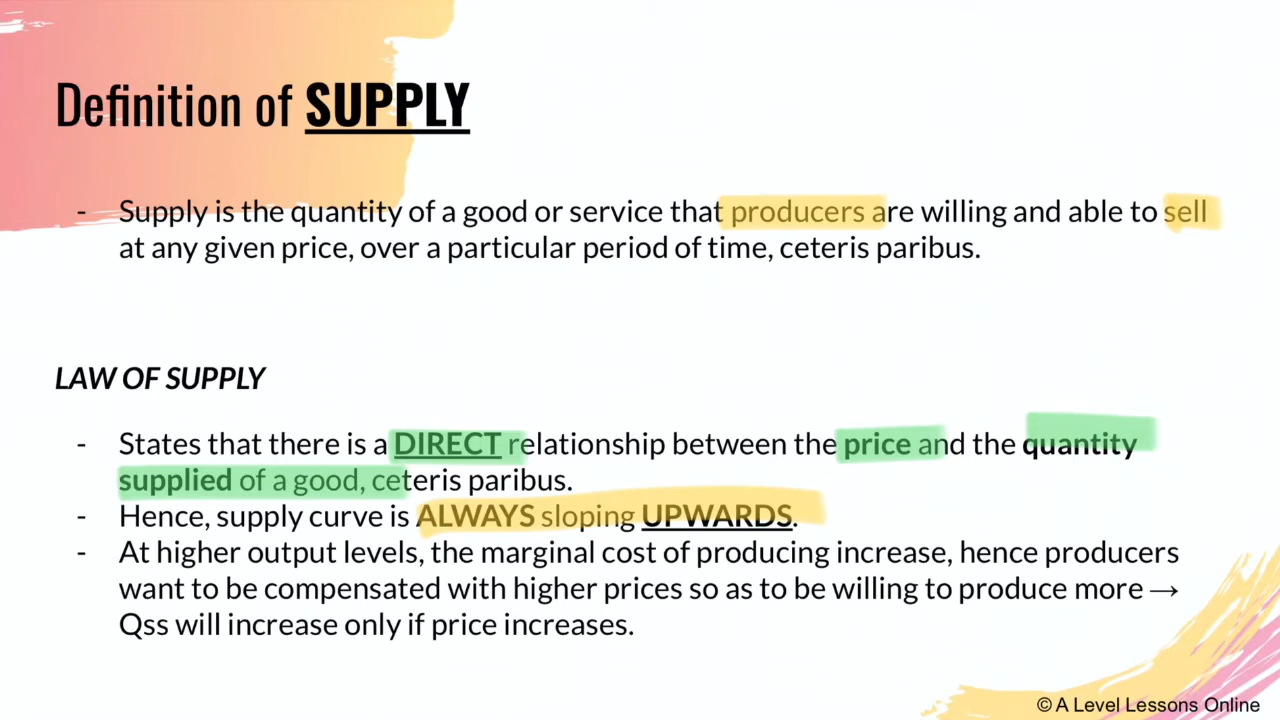 Definition of SUPPLY
- Supply is the quantity of a good or service that producers are willing and able to sell
at any given price, over a particular period of time, ceteris paribus.
LAW OF SUPPLY
- States that there is a DIRECT relationship between the price and the quantity
supplied of a good, ceteris paribus.
- Hence, supply curve is ALWAYS sloping UPWARDS.
- At higher output levels, the marginal cost of producing increase, hence producers
want to be compensated with higher prices so as to be willing to produce more →
Qss will increase only if price increases.
© A Level Lessons Online